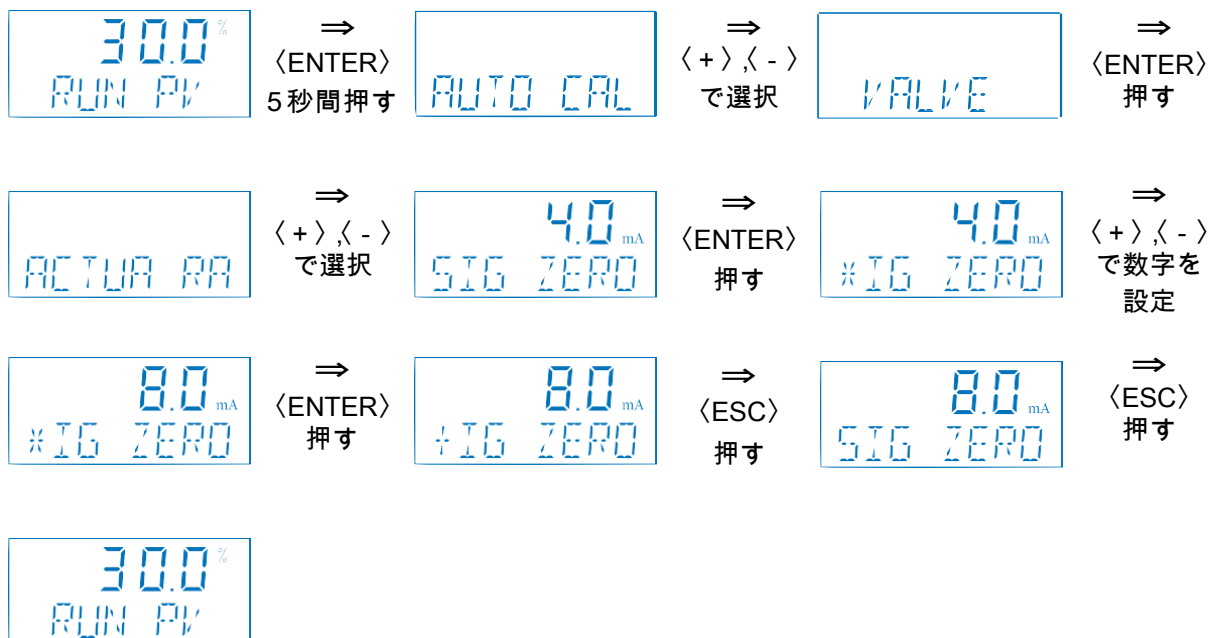 30.0 %
RUN PV
⇒
〈ENTER〉
5秒間押す
AUTO CAL
⇒
〈 + 〉,〈 - 〉
で選択
VALVE
⇒
〈ENTER〉
押す
ACTUA RA
⇒
〈 + 〉,〈 - 〉
で選択
4.0 mA
SIG ZERO
⇒
〈ENTER〉
押す
4.0 mA
*IG ZERO
⇒
〈 + 〉,〈 - 〉
で数字を
設定
8.0 mA
*IG ZERO
⇒
〈ENTER〉
押す
8.0 mA
+IG ZERO
⇒
〈ESC〉
押す
8.0 mA
SIG ZERO
⇒
〈ESC〉
押す
30.0 %
RUN PV